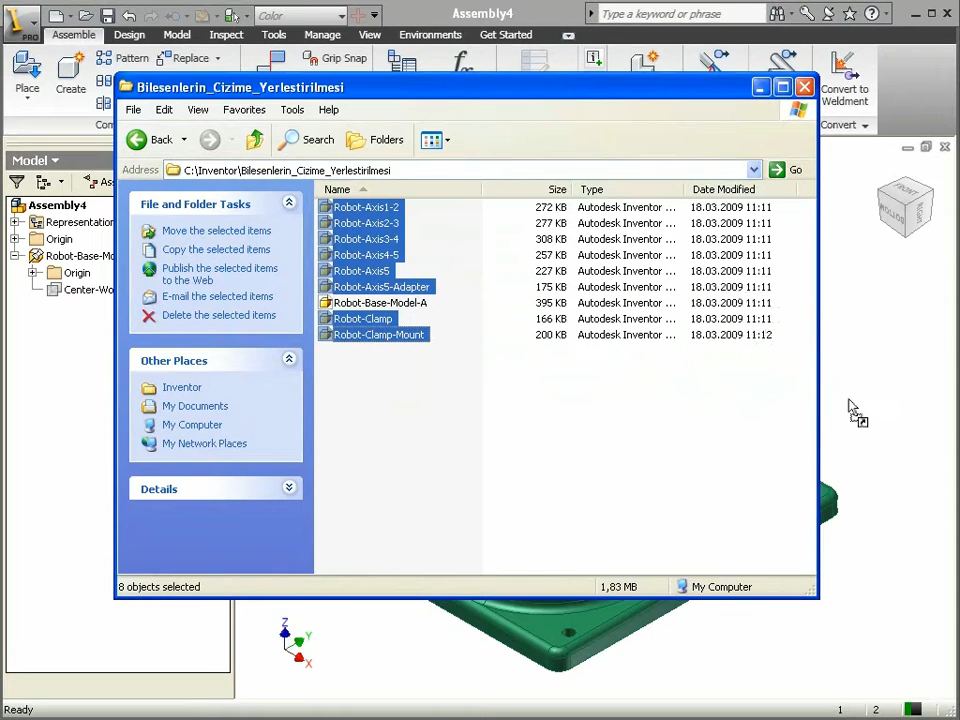 Color
Assembly4
Type a keyword or phrase
PRO
Assemble Design Model Inspect Tools Manage View Environments Get Started
Place
Create
Pattern
Replace
Grip Snap
Convert to
Weldment
Convert
Bilesenlerin_Cizime_Yerlestirilmesi
File Edit View Favorites Tools Help
Back Search Folders
Address C:\Inventor\Bilesenlerin_Cizime_Yerlestirilmesi Go
Model
Assembly4
Representation
Origin
Robot-Base-Mo
Origin
Center-Wo
File and Folder Tasks
Move the selected items
Copy the selected items
Publish the selected items
to the Web
E-mail the selected items
Delete the selected items
Other Places
Inventor
My Documents
My Computer
My Network Places
Details
Name Size Type Date Modified
Robot-Axis1-2 272 KB Autodesk Inventor ... 18.03.2009 11:11
Robot-Axis2-3 277 KB Autodesk Inventor ... 18.03.2009 11:11
Robot-Axis3-4 308 KB Autodesk Inventor ... 18.03.2009 11:11
Robot-Axis4-5 257 KB Autodesk Inventor ... 18.03.2009 11:11
Robot-Axis5 227 KB Autodesk Inventor ... 18.03.2009 11:11
Robot-Axis5-Adapter 175 KB Autodesk Inventor ... 18.03.2009 11:11
Robot-Base-Model-A 395 KB Autodesk Inventor ... 18.03.2009 11:11
Robot-Clamp 166 KB Autodesk Inventor ... 18.03.2009 11:11
Robot-Clamp-Mount 200 KB Autodesk Inventor ... 18.03.2009 11:12
FRONT
RIGHT
BOTTOM
8 objects selected 1,83 MB My Computer
Z
Y
X
Ready 1 2